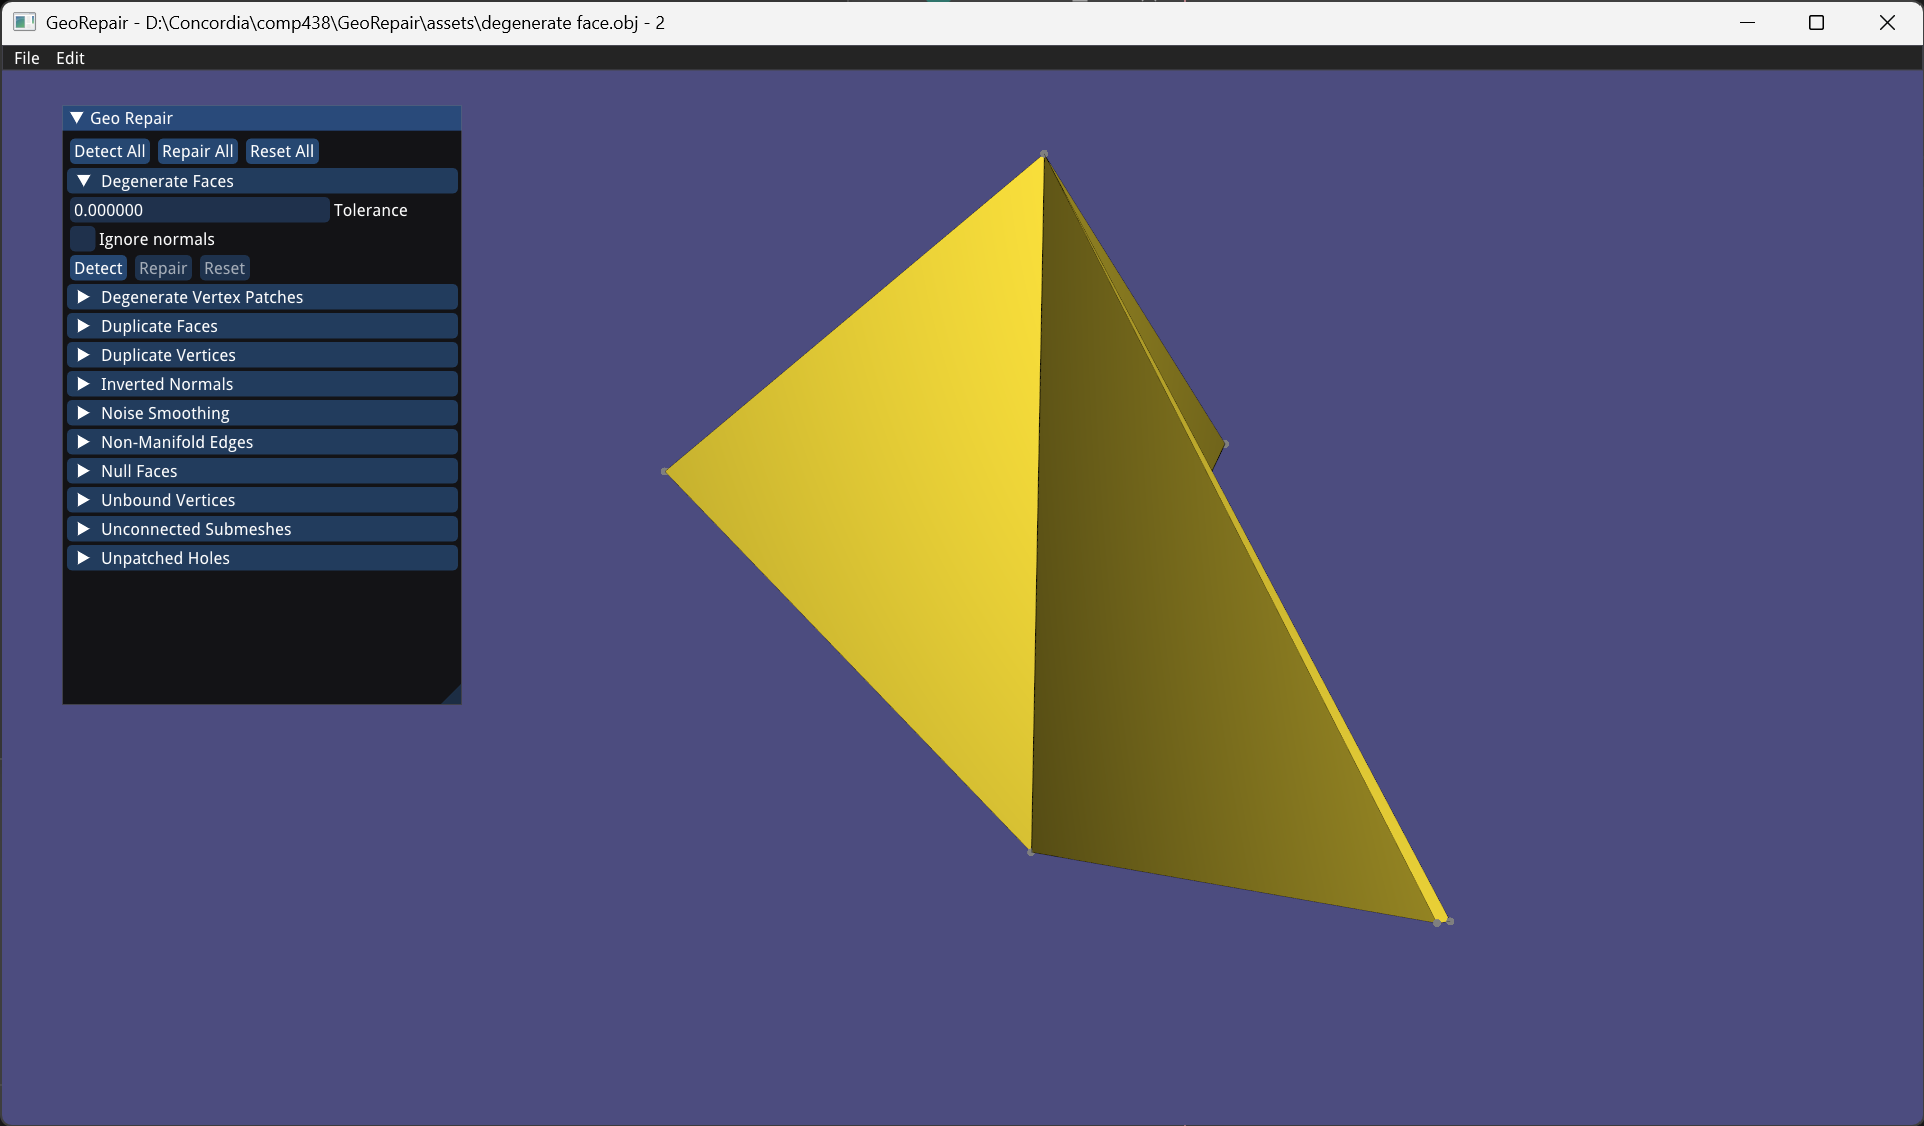 GeoRepair - D:\Concordia\comp438\GeoRepair\assets\degenerate face.obj - 2
File Edit
Geo Repair
Detect All Repair All Reset All
Degenerate Faces
0.000000 Tolerance
Ignore normals
Detect Repair Reset
Degenerate Vertex Patches
Duplicate Faces
Duplicate Vertices
Inverted Normals
Noise Smoothing
Non-Manifold Edges
Null Faces
Unbound Vertices
Unconnected Submeshes
Unpatched Holes